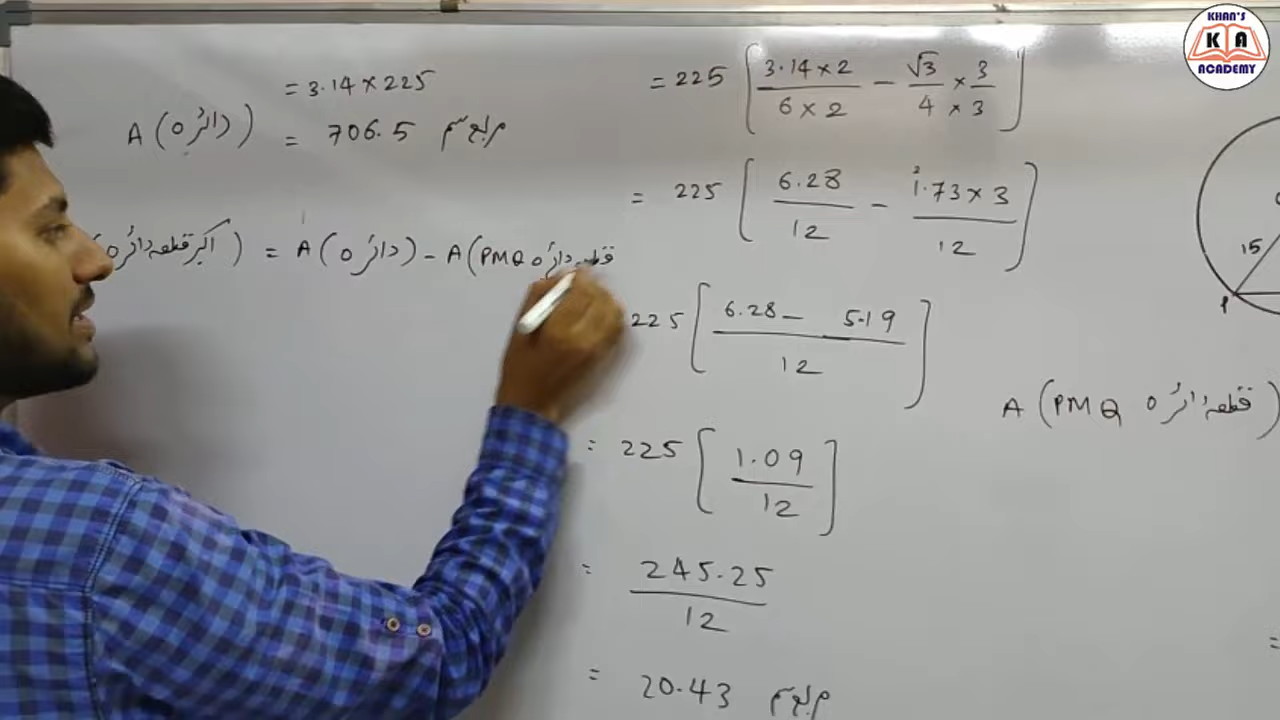 KHAN'S
K A
ACADEMY
= 3.14 × 225
A (دائرہ O) = 706.5 مربع سم
اکبر قطعہ دائرہ) = A (دائرہ O) - A (PMQ قطعہ دائرہ
= 225 [ 3.14 × 2 / 6 × 2 - √3 / 4 × 3 / × 3 ]
= 225 [ 6.28 / 12 - 1.73 × 3 / 12 ]
225 [ 6.28 - 5.19 / 12 ]
= 225 [ 1.09 / 12 ]
= 245.25 / 12
= 20.43 مربع سم
15
P
A (PMQ قطعہ دائرہ)
=